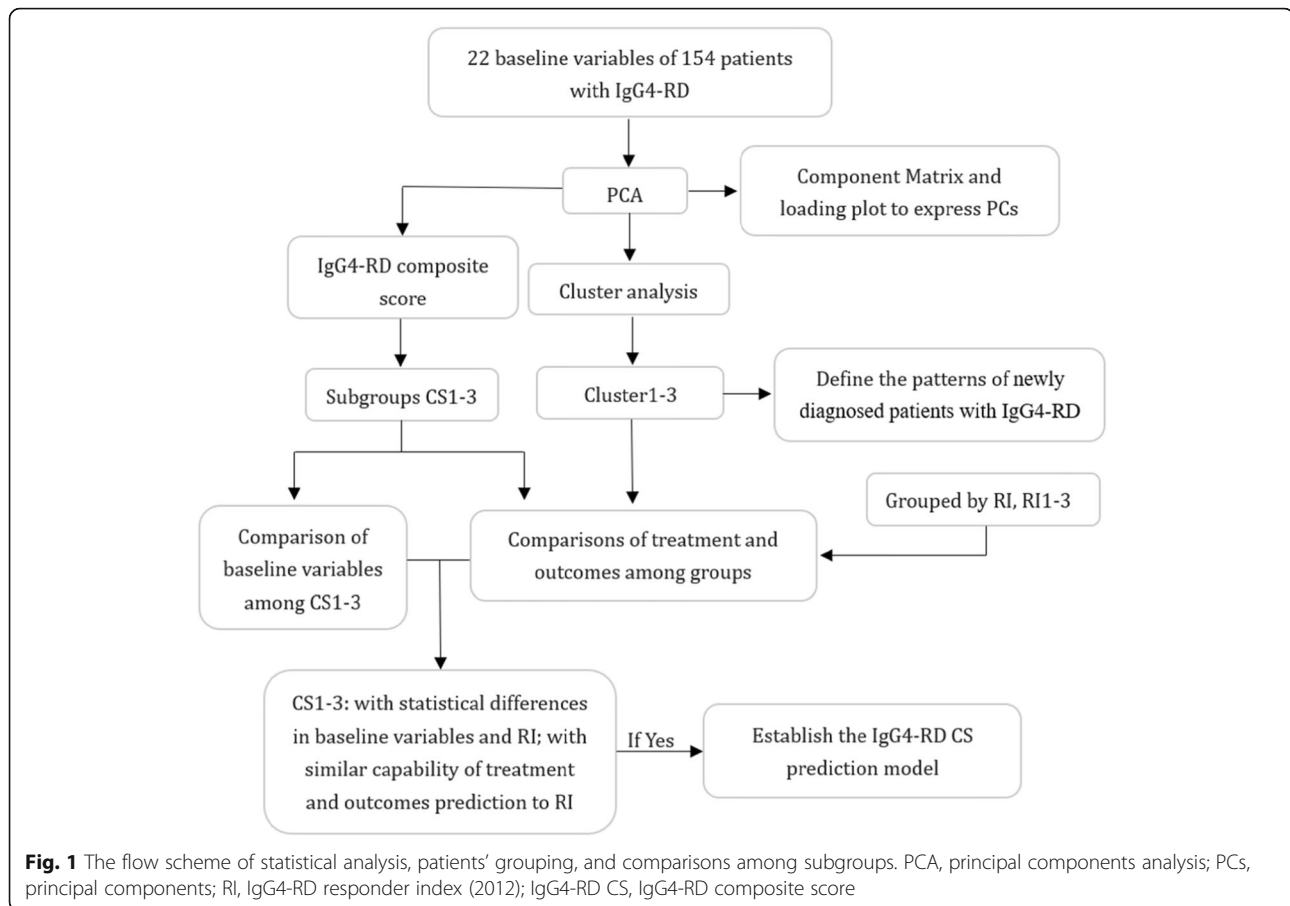 22 baseline variables of 154 patients
with IgG4-RD
PCA
Component Matrix and
loading plot to express PCs
IgG4-RD composite
score
Cluster analysis
Subgroups CS1-3
Cluster1-3
Define the patterns of newly
diagnosed patients with IgG4-RD
Grouped by RI, RI1-3
Comparison of
baseline variables
among CS1-3
Comparisons of treatment and
outcomes among groups
CS1-3: with statistical differences
in baseline variables and RI; with
similar capability of treatment
and outcomes prediction to RI
If Yes
Establish the IgG4-RD CS
prediction model
Fig. 1 The flow scheme of statistical analysis, patients’ grouping, and comparisons among subgroups. PCA, principal components analysis; PCs,
principal components; RI, IgG4-RD responder index (2012); IgG4-RD CS, IgG4-RD composite score